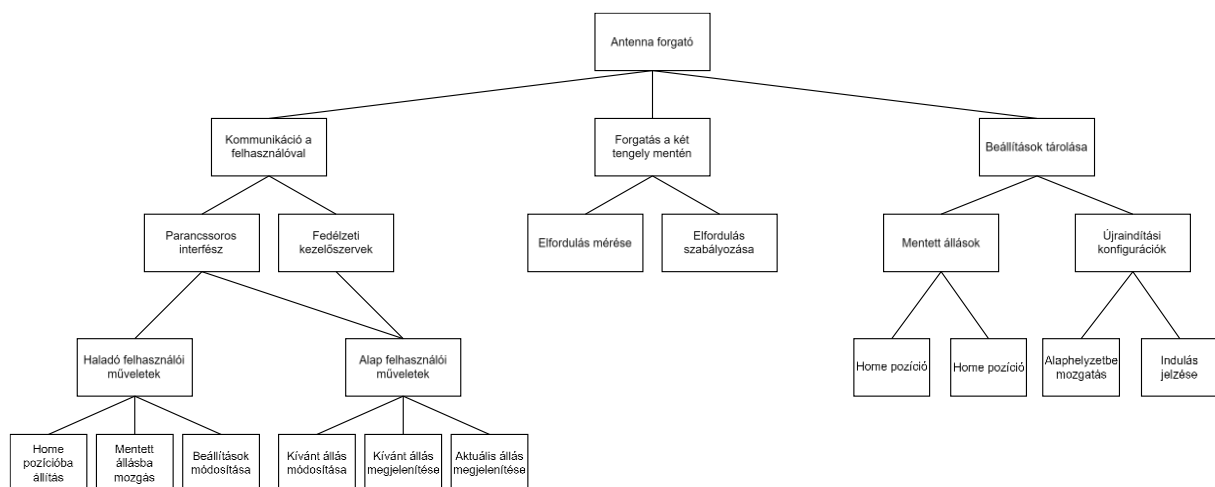 Antenna forgató
Kommunikáció a
felhasználóval
Forgatás a két
tengely mentén
Beállítások tárolása
Parancssoros
interfész
Fedélzeti
kezelőszervek
Elfordulás mérése
Elfordulás
szabályozása
Mentett állások
Újraindítási
konfigurációk
Haladó felhasználói
műveletek
Alap felhasználói
műveletek
Home pozíció
Home pozíció
Alaphelyzetbe
mozgatás
Indulás
jelzése
Home
pozícióba
állítás
Mentett
állásba
mozgás
Beállítások
módosítása
Kívánt állás
módosítása
Kívánt állás
megjelenítése
Aktuális állás
megjelenítése